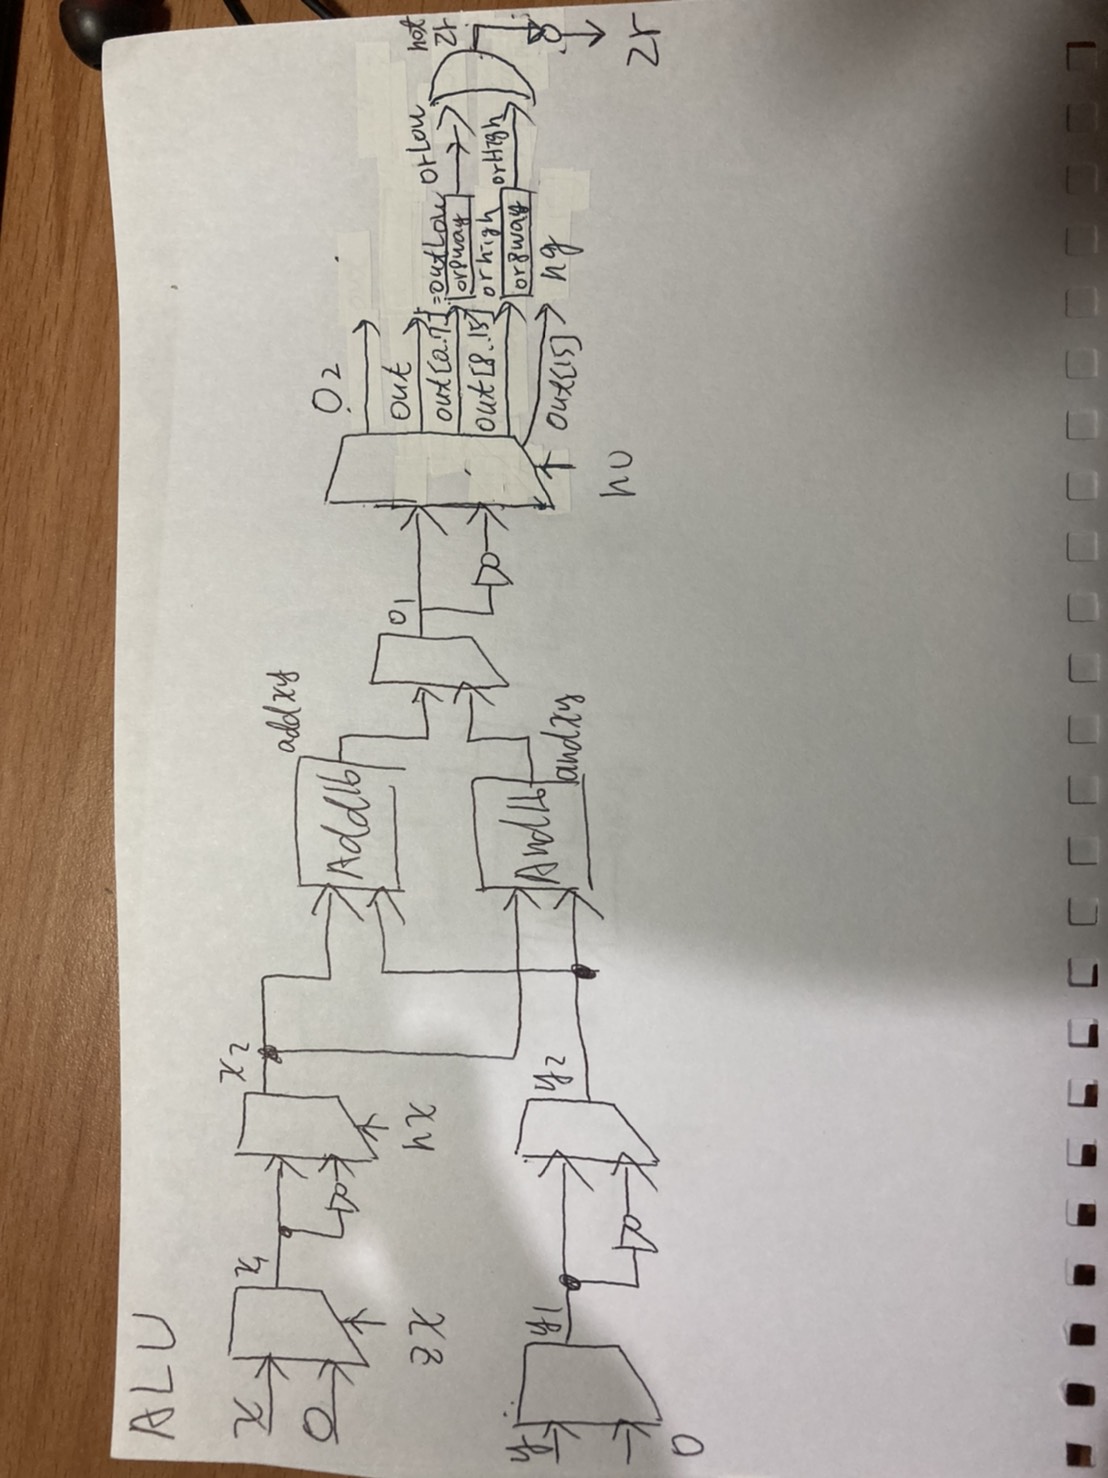 ALU
x
0
zx
x1
nx
x2
y
0
y1
y2
Add16
addxy
And16
andxy
o1
no
o2
out
out[0..7]
=outLow
out[8..15]
orhigh
out[15]
ng
or8way
orLow
or8way
orHigh
not
zr
zr